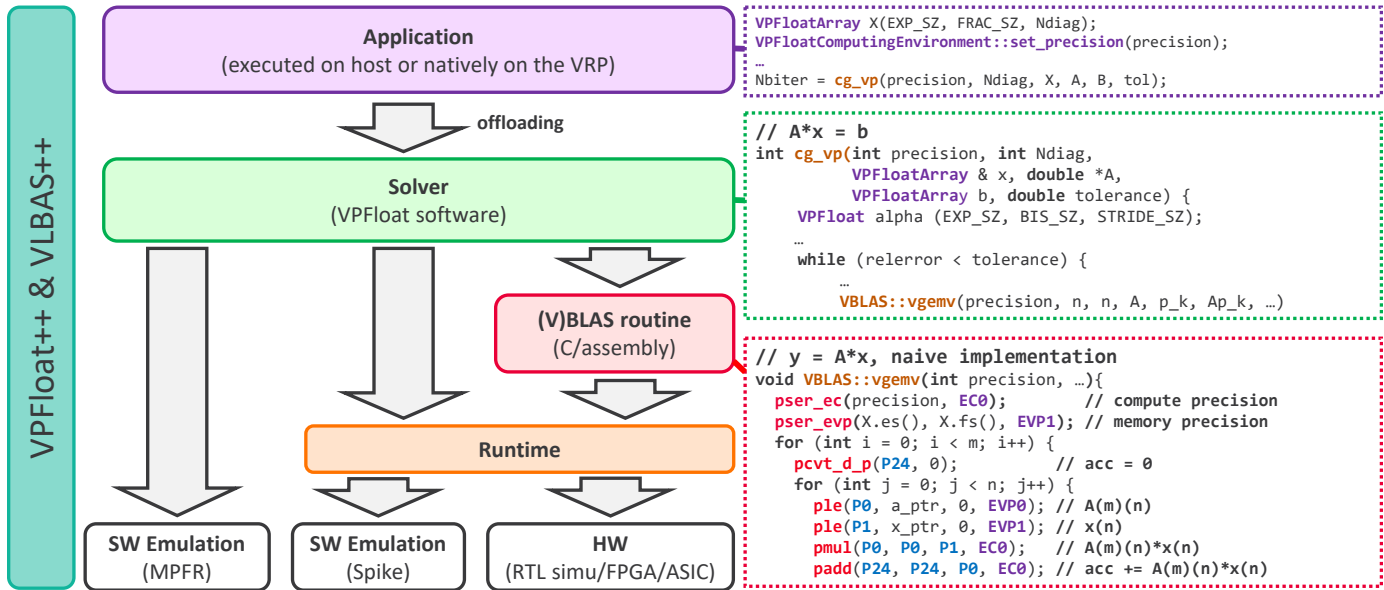 VPFloat++ & VLBAS++
Application
(executed on host or natively on the VRP)
offloading
Solver
(VPFloat software)
(V)BLAS routine
(C/assembly)
Runtime
SW Emulation
(MPFR)
SW Emulation
(Spike)
HW
(RTL simu/FPGA/ASIC)
VPFloatArray X(EXP_SZ, FRAC_SZ, Ndiag);
VPFloatComputingEnvironment::set_precision(precision);
…
Nbiter = cg_vp(precision, Ndiag, X, A, B, tol);
// A*x = b
int cg_vp(int precision, int Ndiag,
VPFloatArray & x, double *A,
VPFloatArray b, double tolerance) {
VPFloat alpha (EXP_SZ, BIS_SZ, STRIDE_SZ);
…
while (relerror < tolerance) {
…
VBLAS::vgemv(precision, n, n, A, p_k, Ap_k, …)
// y = A*x, naive implementation
void VBLAS::vgemv(int precision, …){
pser_ec(precision, EC0); // compute precision
pser_evp(X.es(), X.fs(), EVP1); // memory precision
for (int i = 0; i < m; i++) {
pcvt_d_p(P24, 0); // acc = 0
for (int j = 0; j < n; j++) {
ple(P0, a_ptr, 0, EVP0); // A(m)(n)
ple(P1, x_ptr, 0, EVP1); // x(n)
pmul(P0, P0, P1, EC0); // A(m)(n)*x(n)
padd(P24, P24, P0, EC0); // acc += A(m)(n)*x(n)